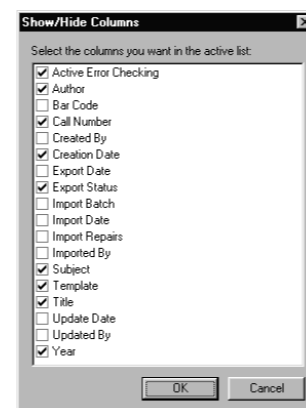 Show/Hide Columns
Select the columns you want in the active list:
Active Error Checking
Author
Bar Code
Call Number
Created By
Creation Date
Export Date
Export Status
Import Batch
Import Date
Import Repairs
Imported By
Subject
Template
Title
Update Date
Updated By
Year
OK
Cancel